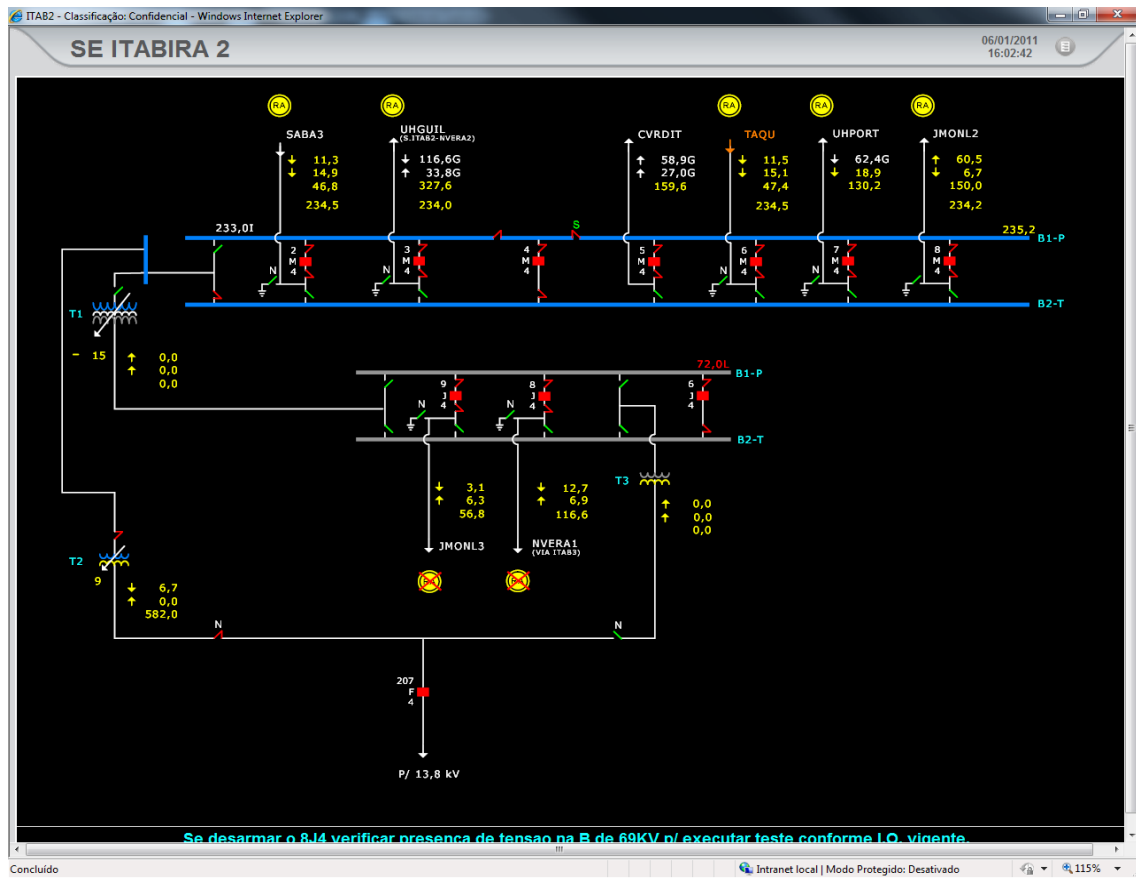 ITAB2 - Classificação: Confidencial - Windows Internet Explorer
SE ITABIRA 2
06/01/2011
16:02:42
RA RA RA RA RA
SABA3
11,3
14,9
46,8
234,5
UHGUIL
(S.ITAB2-NVERA2)
116,6G
33,8G
327,6
234,0
CVRDIT
58,9G
27,0G
159,6
TAQU
11,5
15,1
47,4
234,5
UHPORT
62,4G
18,9
130,2
JMONL2
60,5
6,7
150,0
234,2
233,0I
S
235,2
B1-P
2
M
4
N
3
M
4
N
4
M
4
5
M
4
6
M
4
N
7
M
4
N
8
M
4
N
B2-T
T1
- 15
0,0
0,0
0,0
72,0L
B1-P
9
J
4
N
8
J
4
N
6
J
4
B2-T
3,1
6,3
56,8
JMONL3
RA
12,7
6,9
116,6
NVERA1
(VIA ITAB3)
RA
T3
0,0
0,0
0,0
T2
9
6,7
0,0
582,0
N
N
207
F
4
P/ 13,8 kV
Se desarmar o 8J4 verificar presença de tensao na B de 69KV p/ executar teste conforme I.O. vigente.
Concluído
Intranet local | Modo Protegido: Desativado
115%